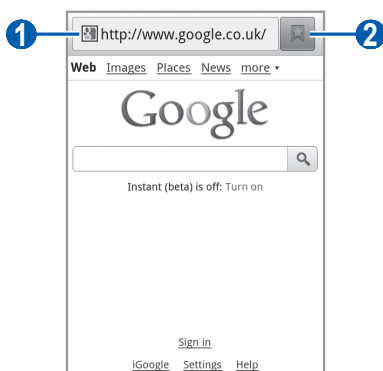 1 http://www.google.co.uk/ 2
Web Images Places News more ▾
Google
Instant (beta) is off: Turn on
Sign in
iGoogle Settings Help